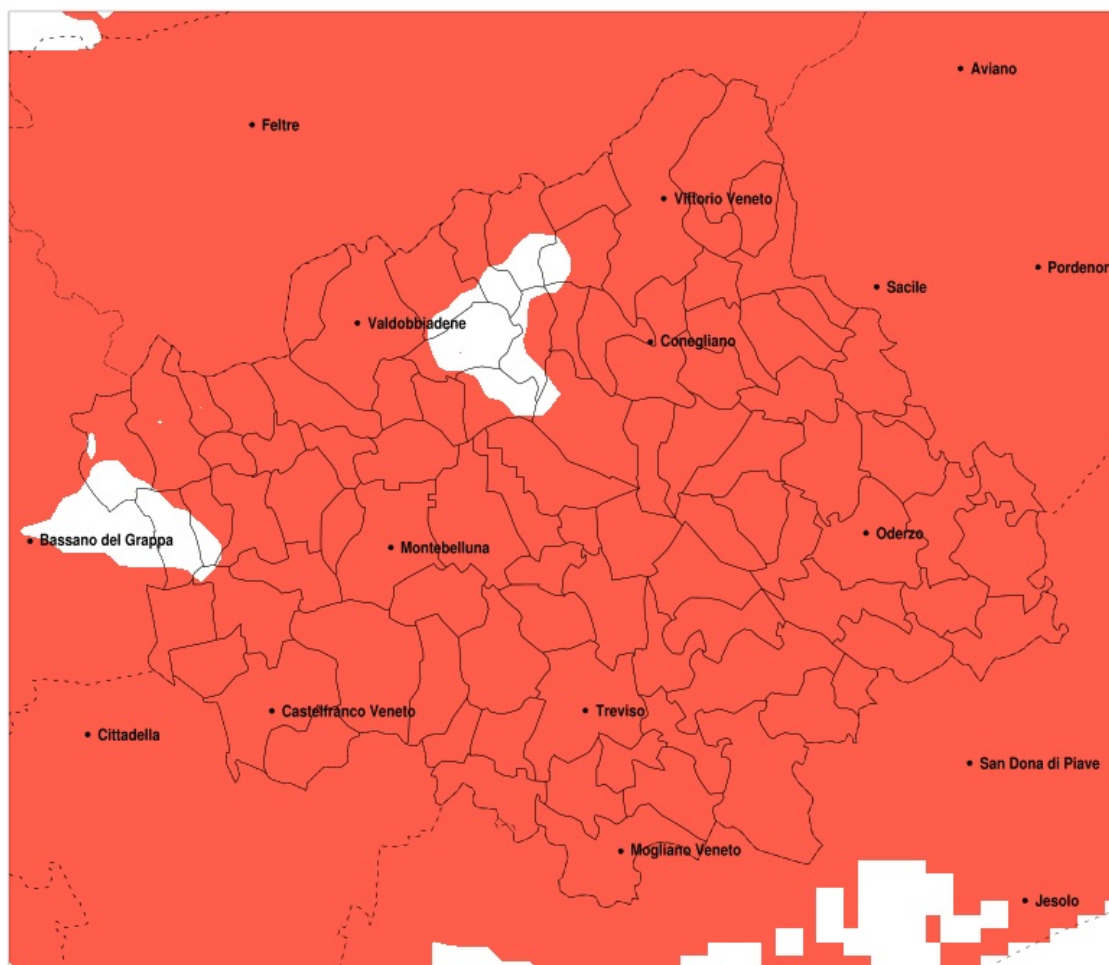 Aviano
Feltre
Vittorio Veneto
Pordenor
Sacile
Valdobbiadene
Conegliano
Oderzo
Bassano del Grappa
Montebelluna
Castelfranco Veneto
Treviso
Cittadella
San Dona di Piave
Mogliano Veneto
Jesolo